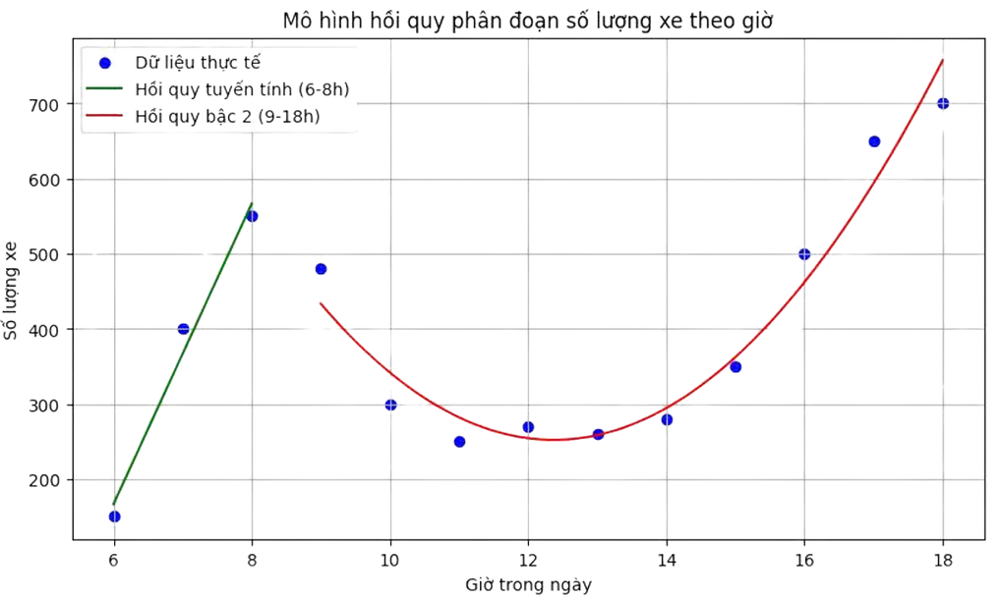 Mô hình hồi quy phân đoạn số lượng xe theo giờ
Dữ liệu thực tế
Hồi quy tuyến tính (6-8h)
Hồi quy bậc 2 (9-18h)
Số lượng xe
700
600
500
400
300
200
6 8 10 12 14 16 18
Giờ trong ngày